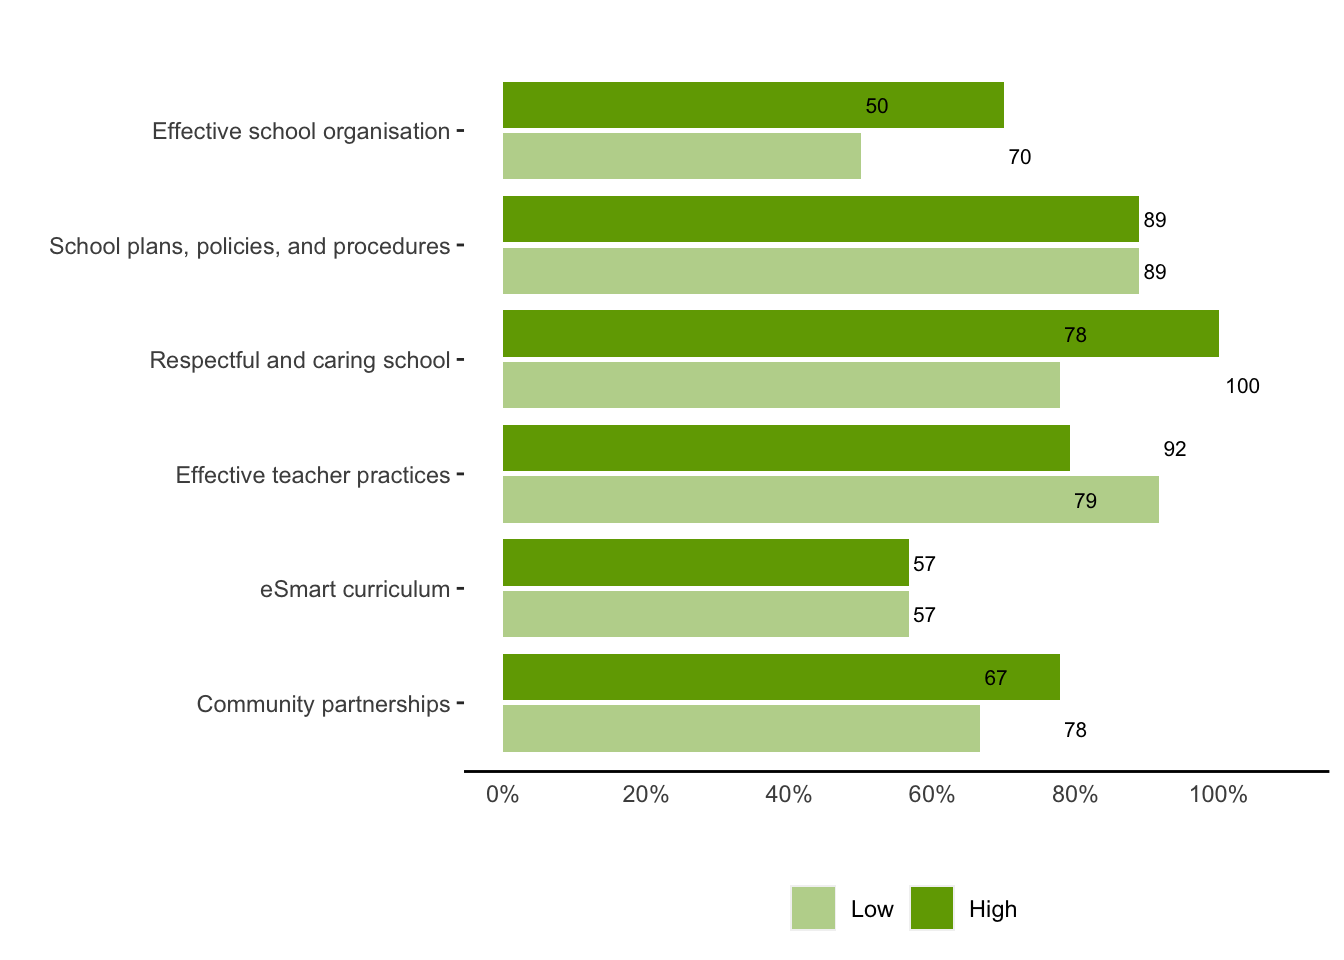 50
Effective school organisation
70
89
School plans, policies, and procedures
89
78
Respectful and caring school
100
92
Effective teacher practices
79
57
eSmart curriculum
57
67
Community partnerships
78
0% 20% 40% 60% 80% 100%
Low High